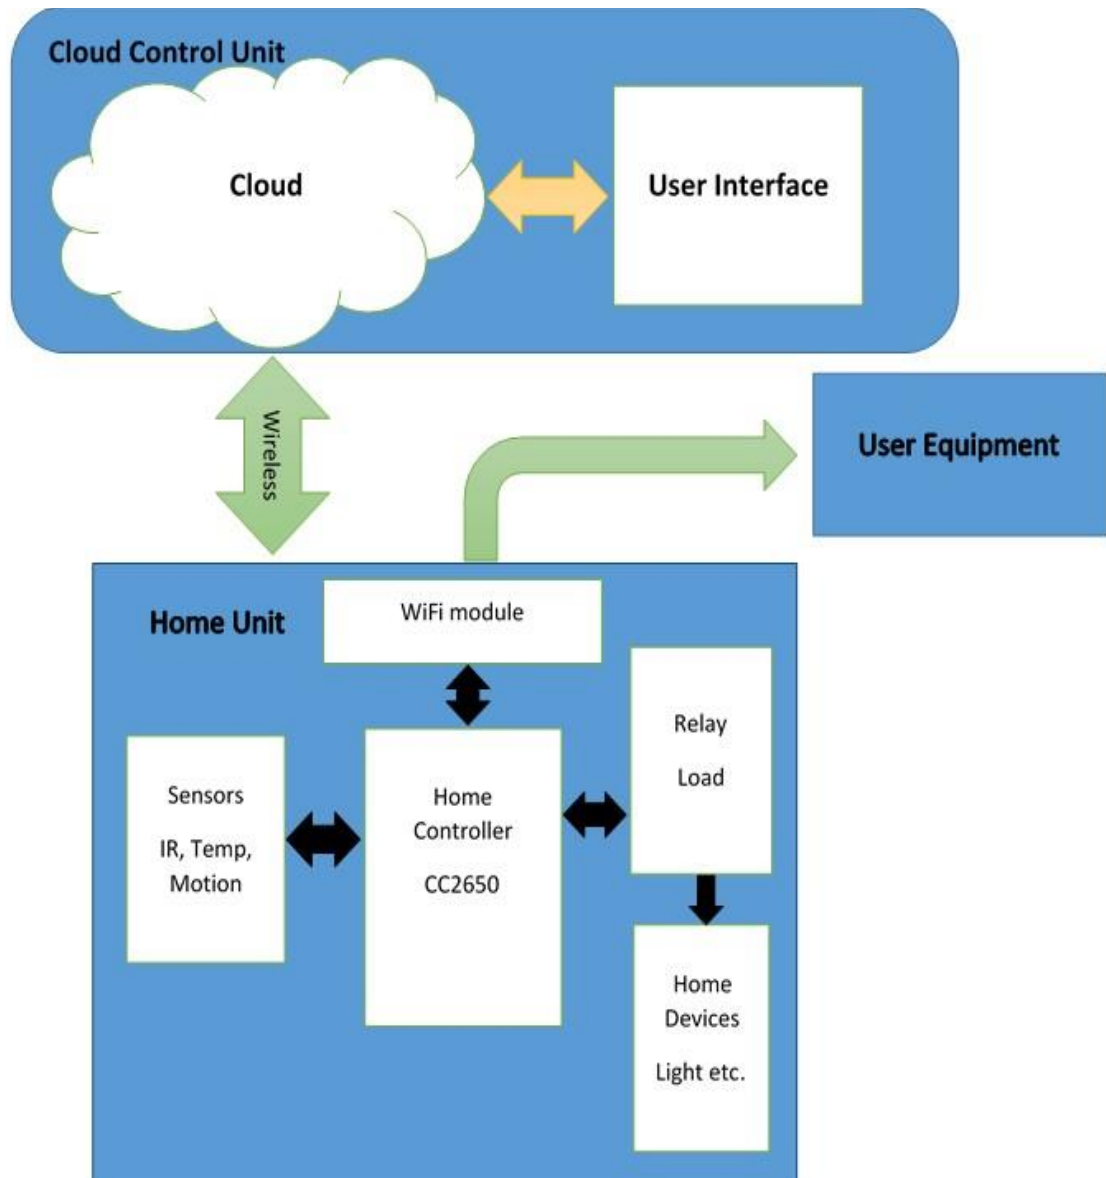 Cloud Control Unit
Cloud
User Interface
Wireless
User Equipment
Home Unit
WiFi module
Sensors
IR, Temp,
Motion
Home
Controller
CC2650
Relay
Load
Home
Devices
Light etc.